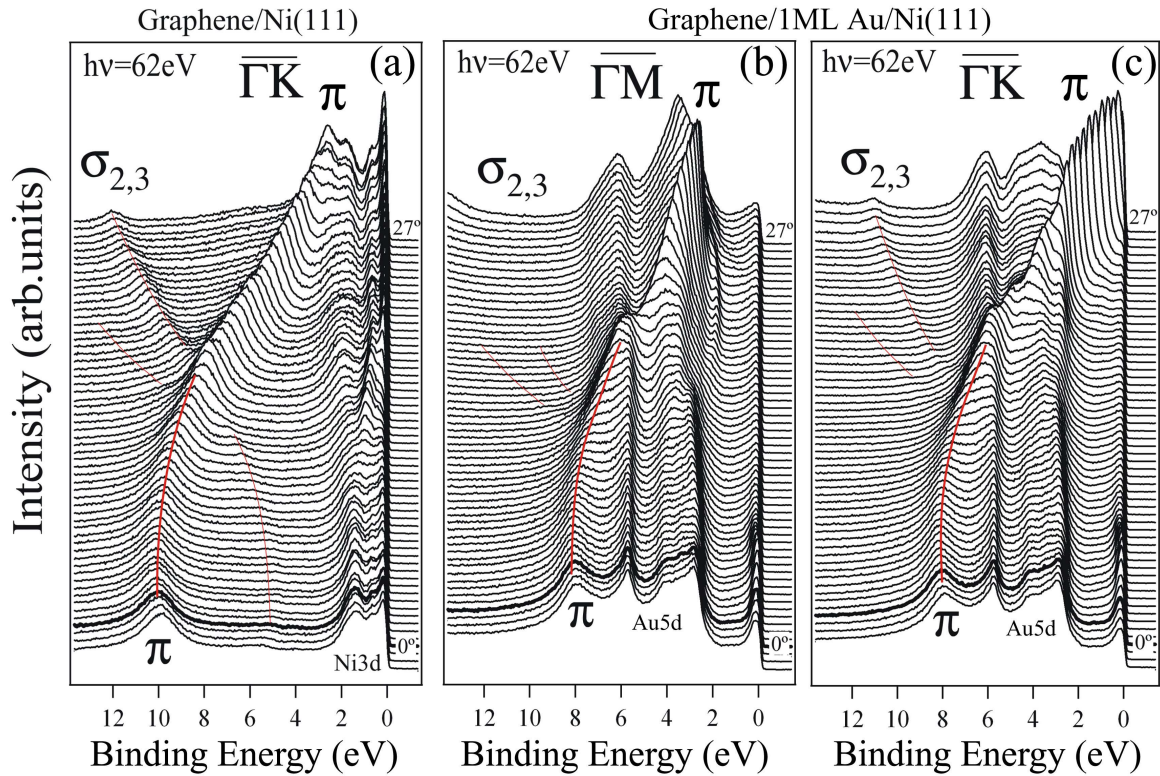 Graphene/Ni(111)
Graphene/1ML Au/Ni(111)
Intensity (arb.units)
hν=62eV
ΓK
(a)
π
σ2,3
27º
π
Ni3d
0º
12 10 8 6 4 2 0
Binding Energy (eV)
hν=62eV
ΓM
(b)
π
σ2,3
27º
π
Au5d
0º
12 10 8 6 4 2 0
Binding Energy (eV)
hν=62eV
ΓK
(c)
π
σ2,3
27º
π
Au5d
0º
12 10 8 6 4 2 0
Binding Energy (eV)